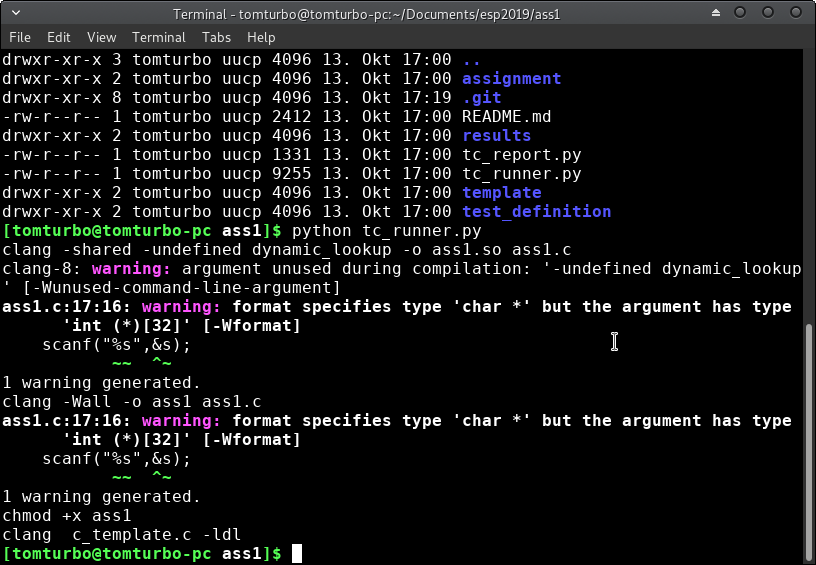 Terminal - tomturbo@tomturbo-pc:~/Documents/esp2019/ass1
File Edit View Terminal Tabs Help
drwxr-xr-x 3 tomturbo uucp 4096 13. Okt 17:00 ..
drwxr-xr-x 2 tomturbo uucp 4096 13. Okt 17:00 assignment
drwxr-xr-x 8 tomturbo uucp 4096 13. Okt 17:19 .git
-rw-r--r-- 1 tomturbo uucp 2412 13. Okt 17:00 README.md
drwxr-xr-x 2 tomturbo uucp 4096 13. Okt 17:00 results
-rw-r--r-- 1 tomturbo uucp 1331 13. Okt 17:00 tc_report.py
-rw-r--r-- 1 tomturbo uucp 9255 13. Okt 17:00 tc_runner.py
drwxr-xr-x 2 tomturbo uucp 4096 13. Okt 17:00 template
drwxr-xr-x 2 tomturbo uucp 4096 13. Okt 17:00 test_definition
[tomturbo@tomturbo-pc ass1]$ python tc_runner.py
clang -shared -undefined dynamic_lookup -o ass1.so ass1.c
clang-8: warning: argument unused during compilation: '-undefined dynamic_lookup
' [-Wunused-command-line-argument]
ass1.c:17:16: warning: format specifies type 'char *' but the argument has type
      'int (*)[32]' [-Wformat]
    scanf("%s",&s);
           ~~  ^~
1 warning generated.
clang -Wall -o ass1 ass1.c
ass1.c:17:16: warning: format specifies type 'char *' but the argument has type
      'int (*)[32]' [-Wformat]
    scanf("%s",&s);
           ~~  ^~
1 warning generated.
chmod +x ass1
clang  c_template.c -ldl
[tomturbo@tomturbo-pc ass1]$